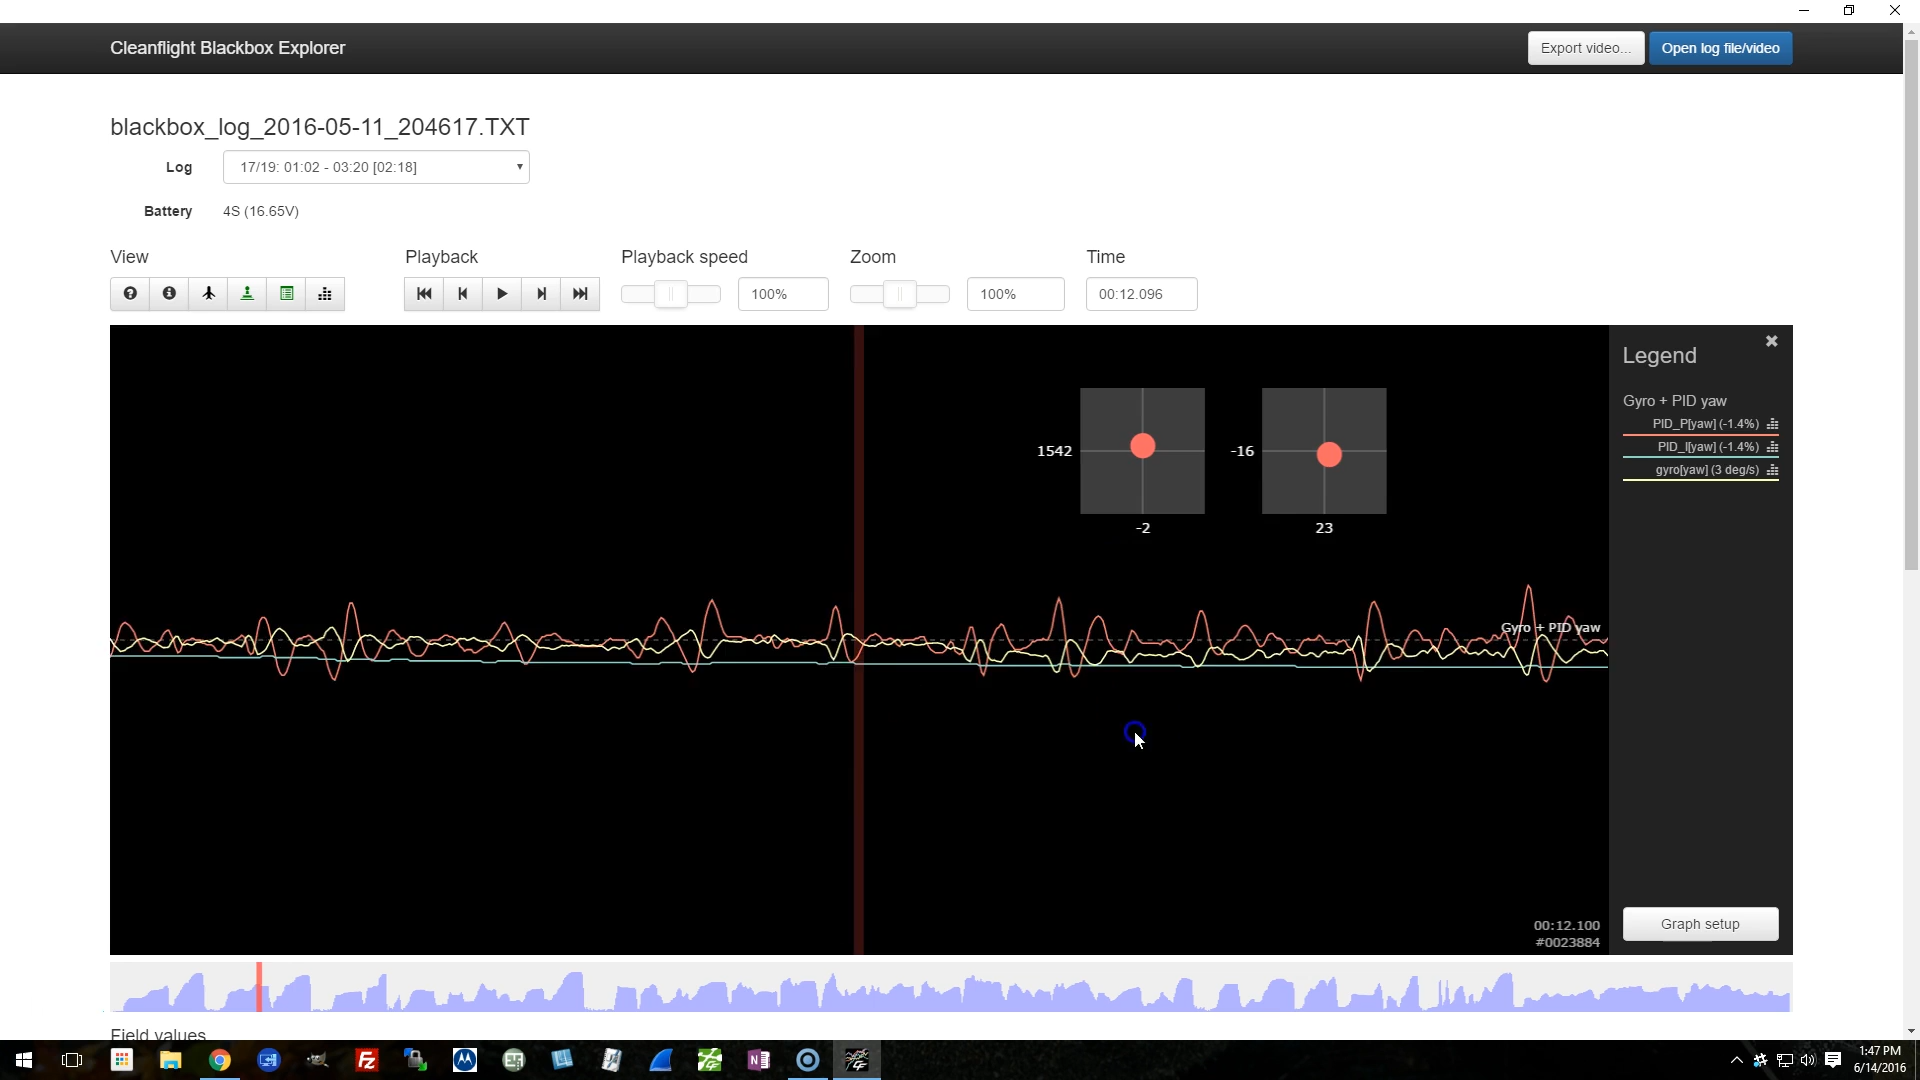 Cleanflight Blackbox Explorer
Export video...
Open log file/video
blackbox_log_2016-05-11_204617.TXT
Log
17/19: 01:02 - 03:20 [02:18]
Battery
4S (16.65V)
View
Playback
Playback speed
Zoom
Time
100%
100%
00:12.096
Legend
Gyro + PID yaw
PID_P[yaw] (-1.4%)
PID_I[yaw] (-1.4%)
gyro[yaw] (3 deg/s)
1542
-2
-16
23
Gyro + PID yaw
00:12.100
#0023884
Graph setup
Field values
1:47 PM
6/14/2016